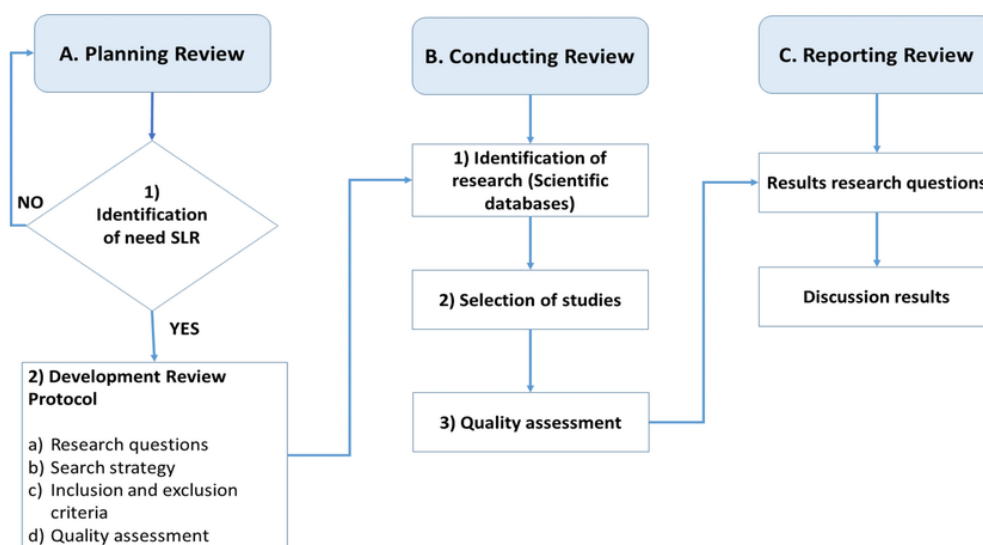 A. Planning Review
1)
Identification
of need SLR
NO
YES
2) Development Review
Protocol
a) Research questions
b) Search strategy
c) Inclusion and exclusion
criteria
d) Quality assessment
B. Conducting Review
1) Identification of
research (Scientific
databases)
2) Selection of studies
3) Quality assessment
C. Reporting Review
Results research questions
Discussion results